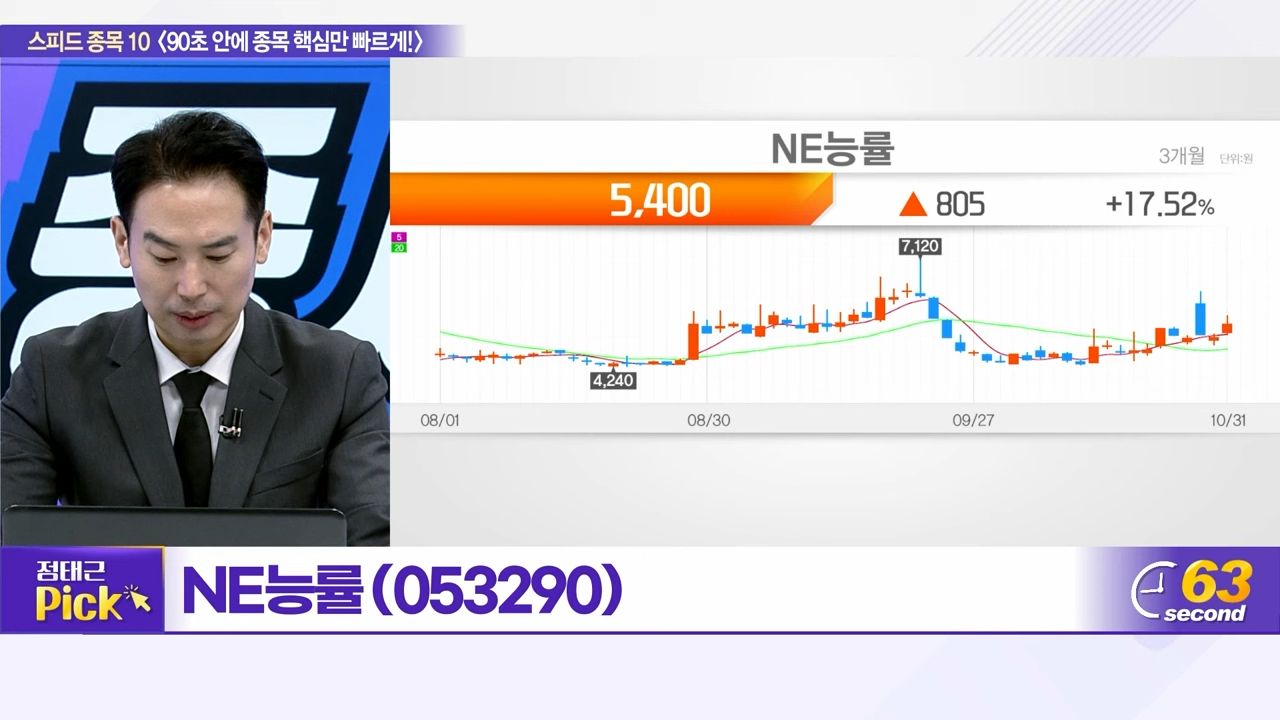 스피드 종목 10 〈90초 안에 종목 핵심만 빠르게!〉
NE능률
3개월 단위:원
5,400 ▲ 805 +17.52%
5
20
7,120
4,240
08/01 08/30 09/27 10/31
점태근
Pick
NE능률(053290)
63
second